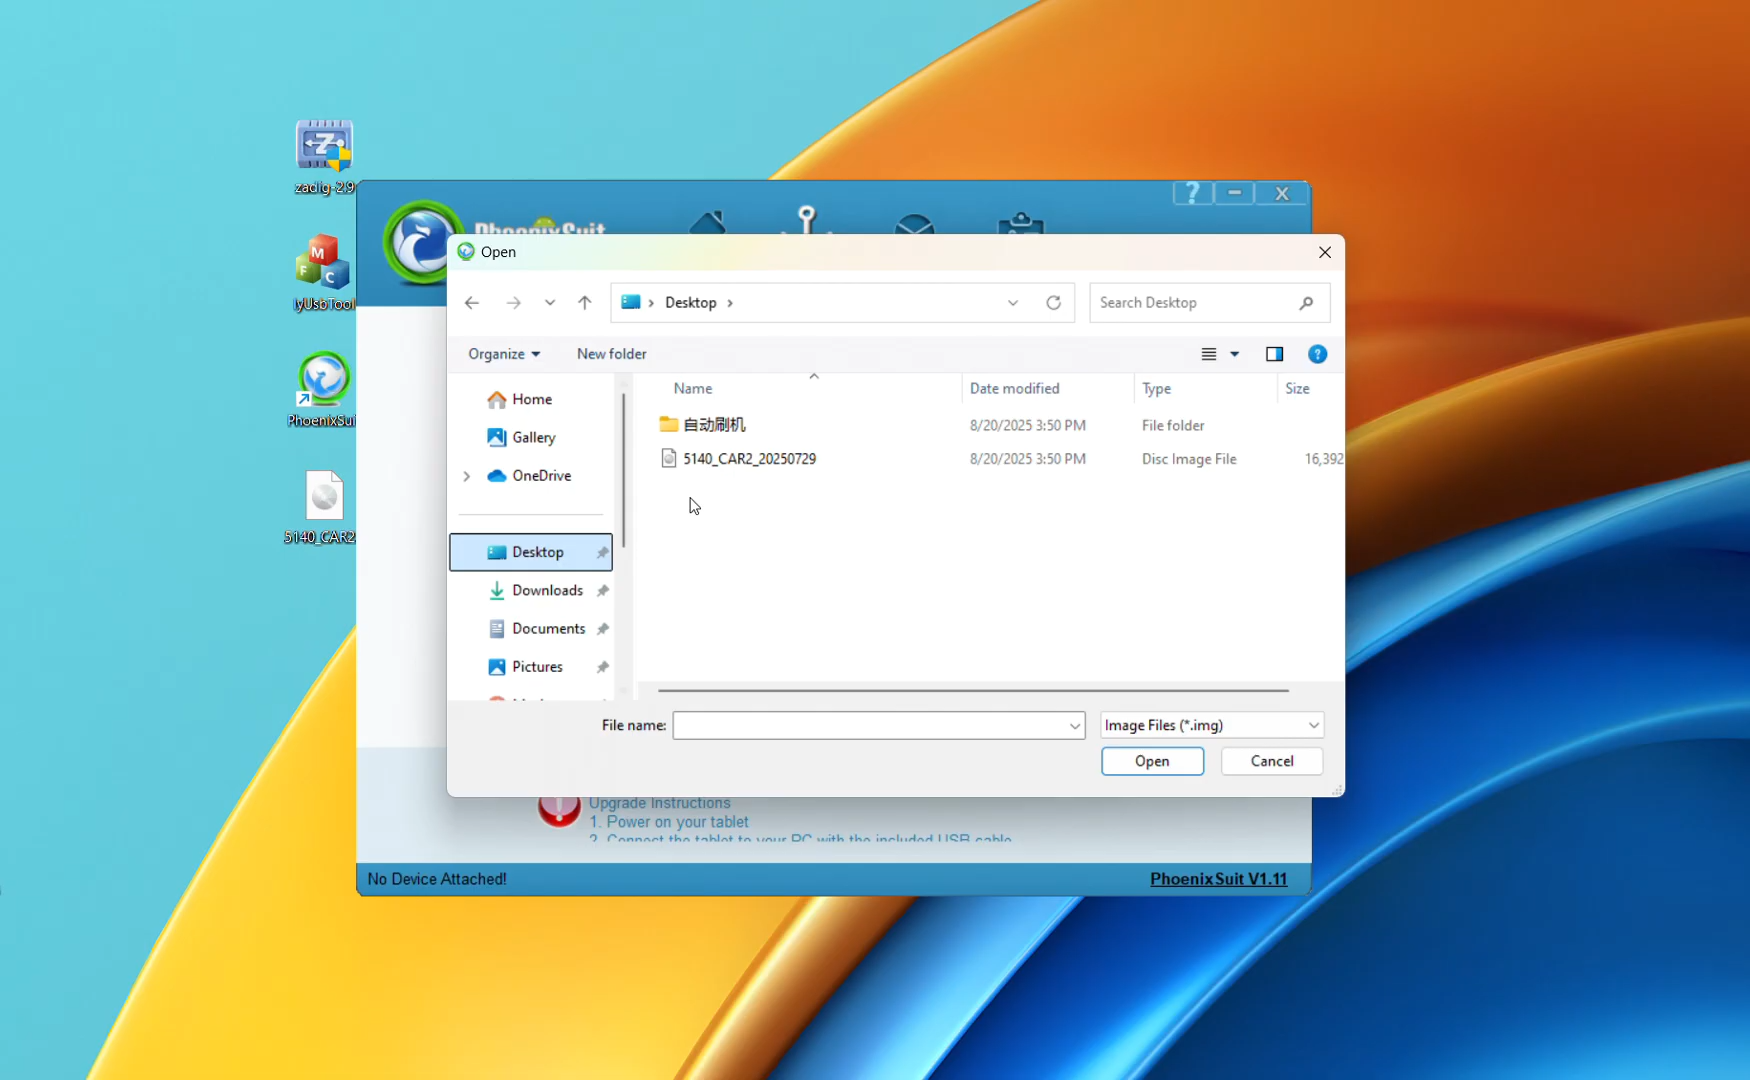 zadig-2.9
lyUsbTool
PhoenixSui
5140_CAR2
PhoenixSuit
?
Open
Desktop
Search Desktop
Organize
New folder
Name
Date modified
Type
Size
Home
Gallery
OneDrive
Desktop
Downloads
Documents
Pictures
自动刷机
8/20/2025 3:50 PM
File folder
5140_CAR2_20250729
8/20/2025 3:50 PM
Disc Image File
16,392
File name:
Image Files (*.img)
Open
Cancel
Upgrade Instructions
1. Power on your tablet
2. Connect the tablet to your PC with the included USB cable
No Device Attached!
PhoenixSuit V1.11